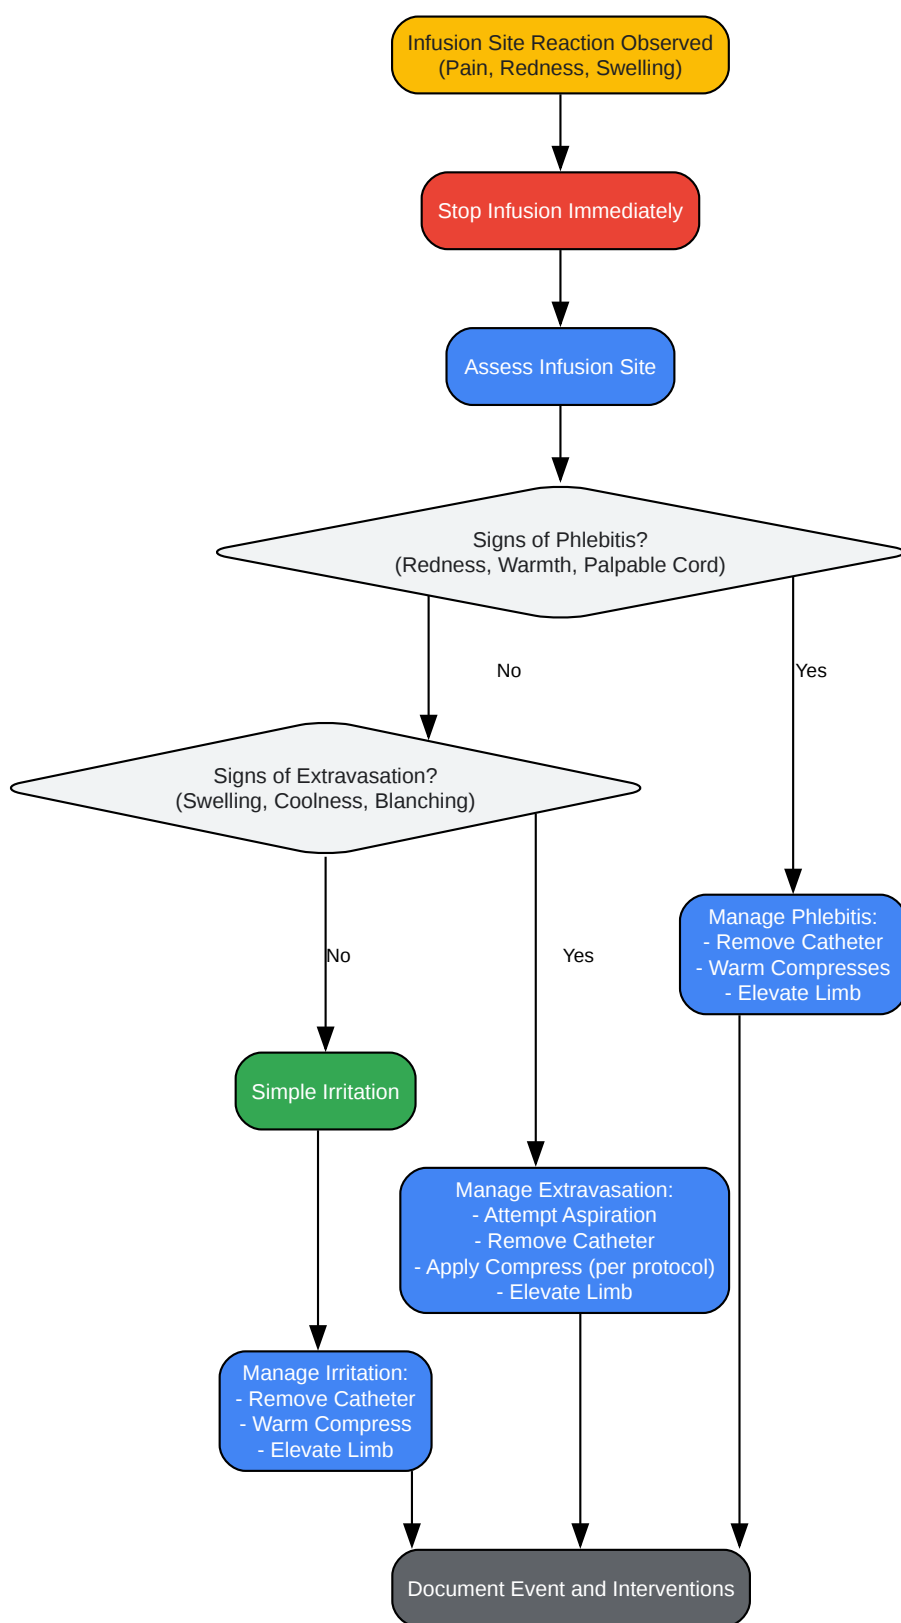 Infusion Site Reaction Observed
(Pain, Redness, Swelling)
Stop Infusion Immediately
Assess Infusion Site
Signs of Phlebitis?
(Redness, Warmth, Palpable Cord)
No
Yes
Signs of Extravasation?
(Swelling, Coolness, Blanching)
Manage Phlebitis:
- Remove Catheter
- Warm Compresses
- Elevate Limb
No
Yes
Simple Irritation
Manage Extravasation:
- Attempt Aspiration
- Remove Catheter
- Apply Compress (per protocol)
- Elevate Limb
Manage Irritation:
- Remove Catheter
- Warm Compress
- Elevate Limb
Document Event and Interventions